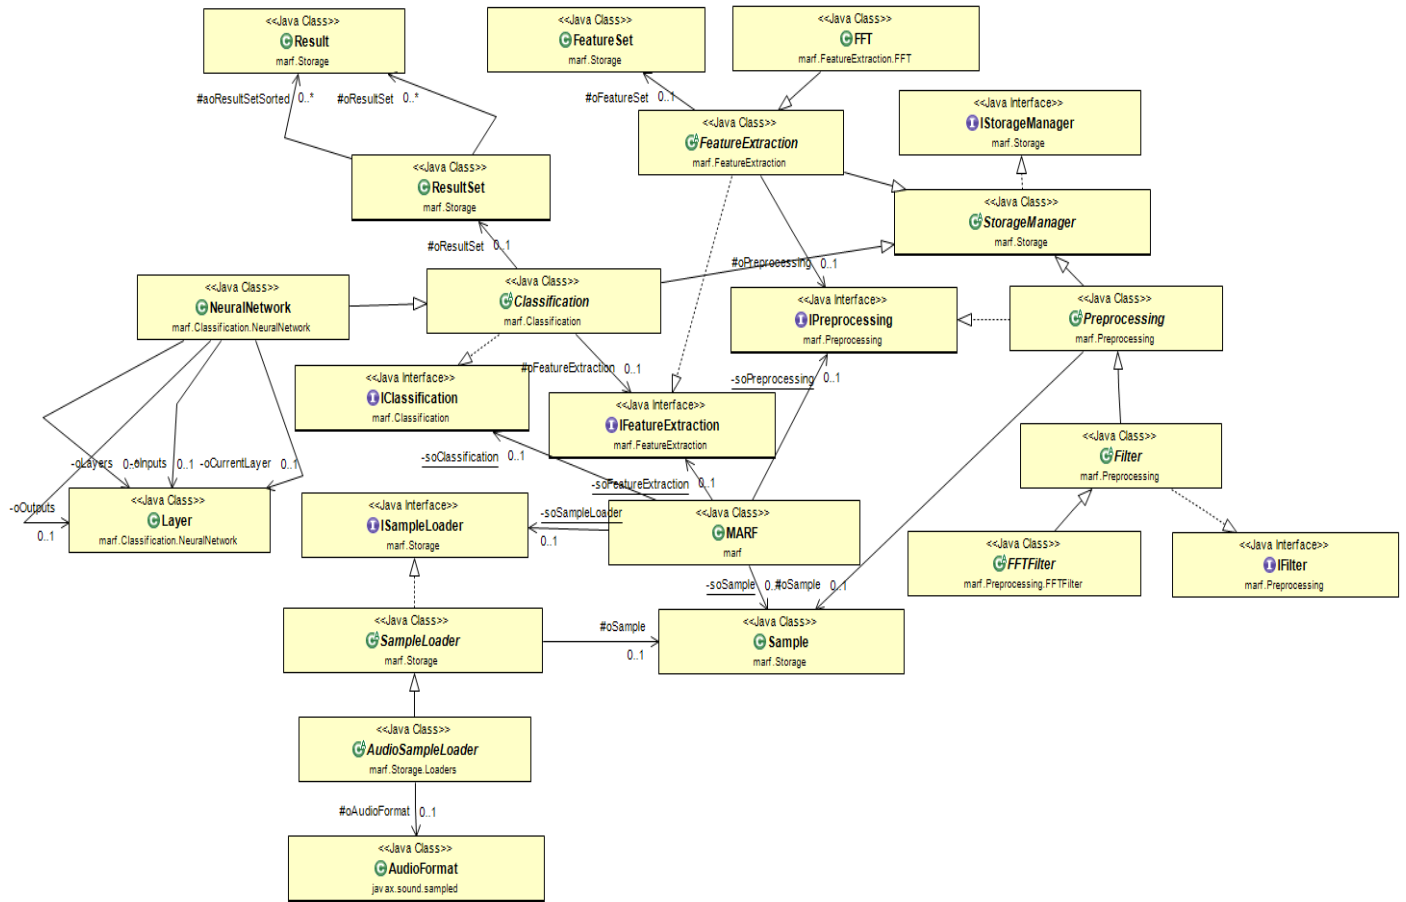 <<Java Class>>
Result
marf.Storage
<<Java Class>>
FeatureSet
marf.Storage
<<Java Class>>
FFT
marf.FeatureExtraction.FFT
#aoResultSetSorted
0..*
#oResultSet
0..*
#oFeatureSet
0..1
<<Java Interface>>
IStorageManager
marf.Storage
<<Java Class>>
FeatureExtraction
marf.FeatureExtraction
<<Java Class>>
ResultSet
marf.Storage
<<Java Class>>
StorageManager
marf.Storage
#oResultSet
0..1
#oPreprocessing
0..1
<<Java Class>>
NeuralNetwork
marf.Classification.NeuralNetwork
<<Java Class>>
Classification
marf.Classification
<<Java Interface>>
IPreprocessing
marf.Preprocessing
<<Java Class>>
Preprocessing
marf.Preprocessing
#oFeatureExtraction
0..1
-soPreprocessing
0..1
<<Java Interface>>
IClassification
marf.Classification
<<Java Interface>>
IFeatureExtraction
marf.FeatureExtraction
<<Java Class>>
Filter
marf.Preprocessing
-soClassification
0..1
-oLayers
-oInputs
0..1
-oCurrentLayer
0..1
-soFeatureExtraction
0..1
<<Java Class>>
Layer
marf.Classification.NeuralNetwork
-oOutputs
0..1
<<Java Interface>>
ISampleLoader
marf.Storage
-soSampleLoader
0..1
<<Java Class>>
MARF
marf
<<Java Class>>
FFTFilter
marf.Preprocessing.FFTFilter
<<Java Interface>>
IFilter
marf.Preprocessing
-soSample
#oSample
0..1
<<Java Class>>
SampleLoader
marf.Storage
#oSample
0..1
<<Java Class>>
Sample
marf.Storage
<<Java Class>>
AudioSampleLoader
marf.Storage.Loaders
#oAudioFormat
0..1
<<Java Class>>
AudioFormat
javax.sound.sampled